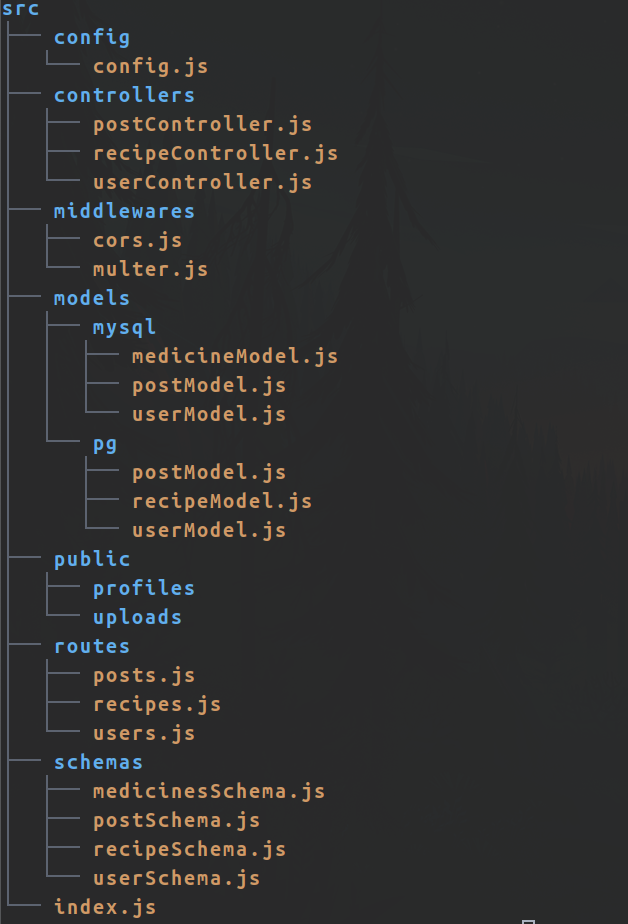 src
config
config.js
controllers
postController.js
recipeController.js
userController.js
middlewares
cors.js
multer.js
models
mysql
medicineModel.js
postModel.js
userModel.js
pg
postModel.js
recipeModel.js
userModel.js
public
profiles
uploads
routes
posts.js
recipes.js
users.js
schemas
medicinesSchema.js
postSchema.js
recipeSchema.js
userSchema.js
index.js